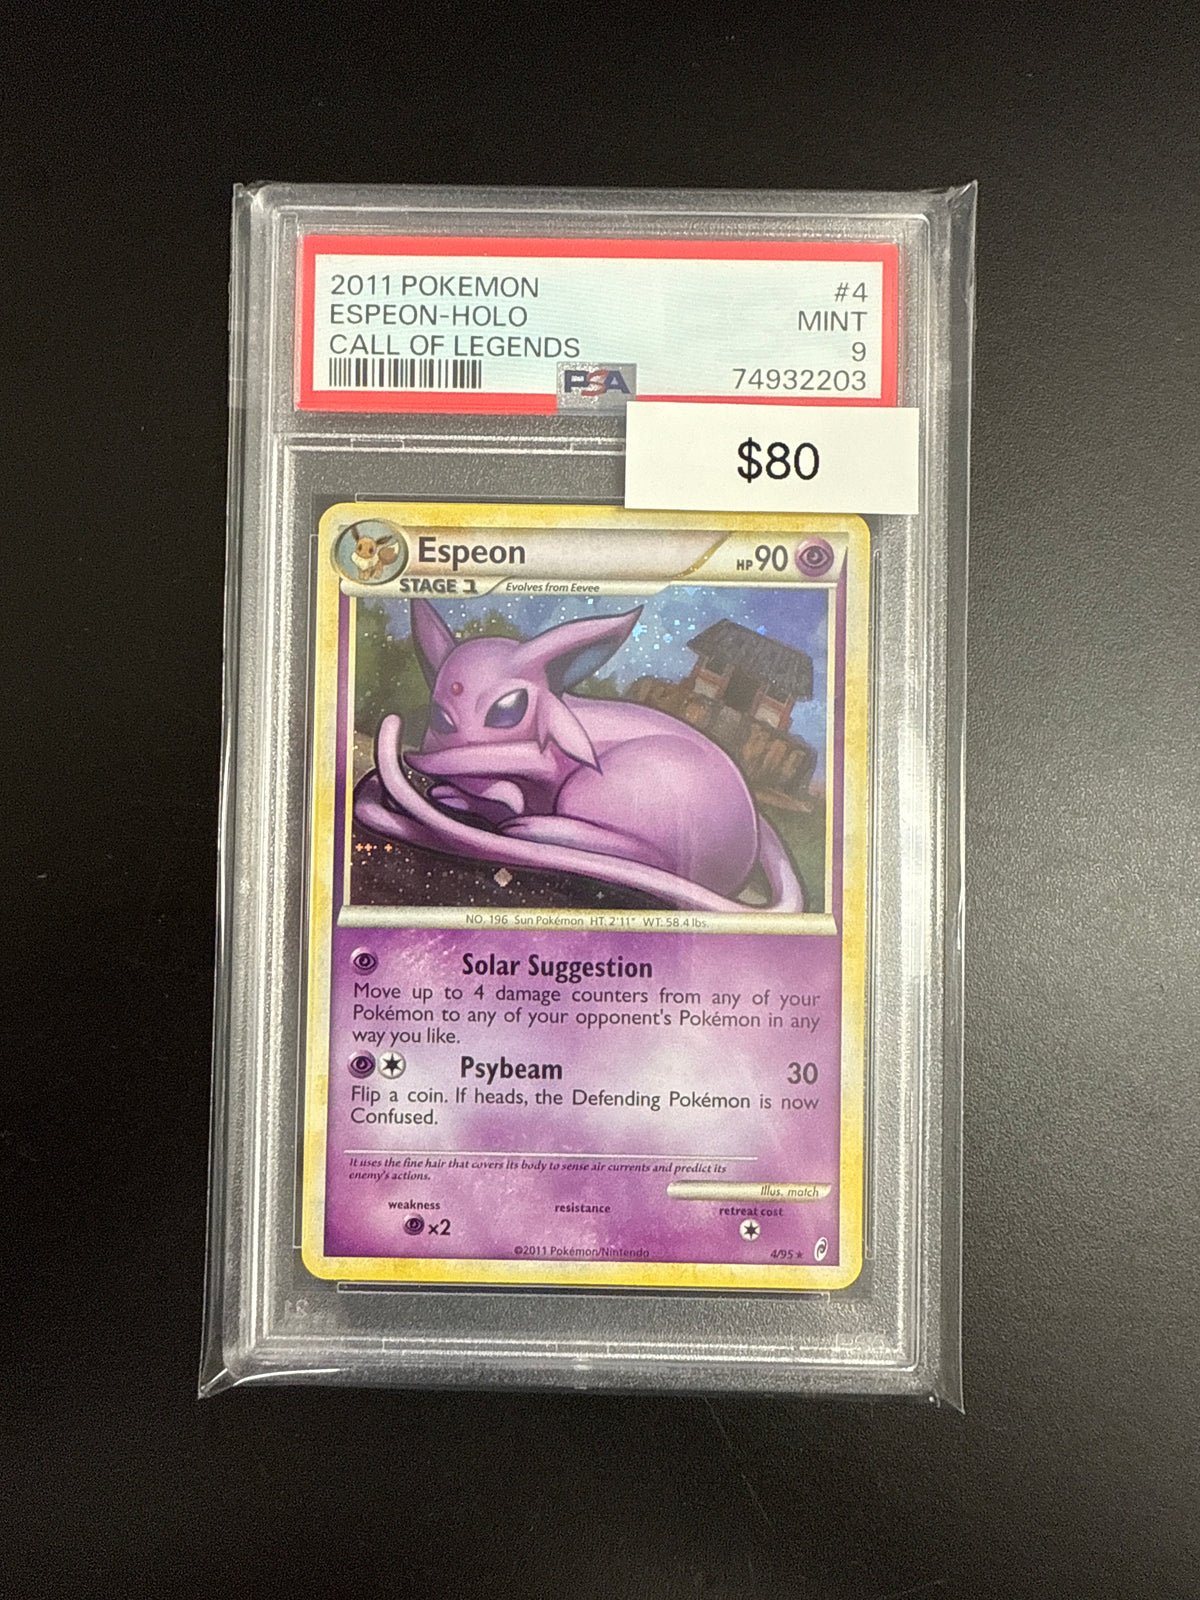 2011 POKEMON #4
ESPEON-HOLO MINT
CALL OF LEGENDS 9
PSA 74932203
$80
Espeon HP 90
STAGE 1 Evolves from Eevee
NO. 196 Sun Pokémon HT. 2'11" WT. 58.4 lbs.
Solar Suggestion
Move up to 4 damage counters from any of your
Pokémon to any of your opponent's Pokémon in any
way you like.
Psybeam 30
Flip a coin. If heads, the Defending Pokémon is now
Confused.
It uses the fine hair that covers its body to sense air currents and predict its
enemy's actions.
Illus. match
weakness resistance retreat cost
x2
©2011 Pokémon/Nintendo 4/95 ★